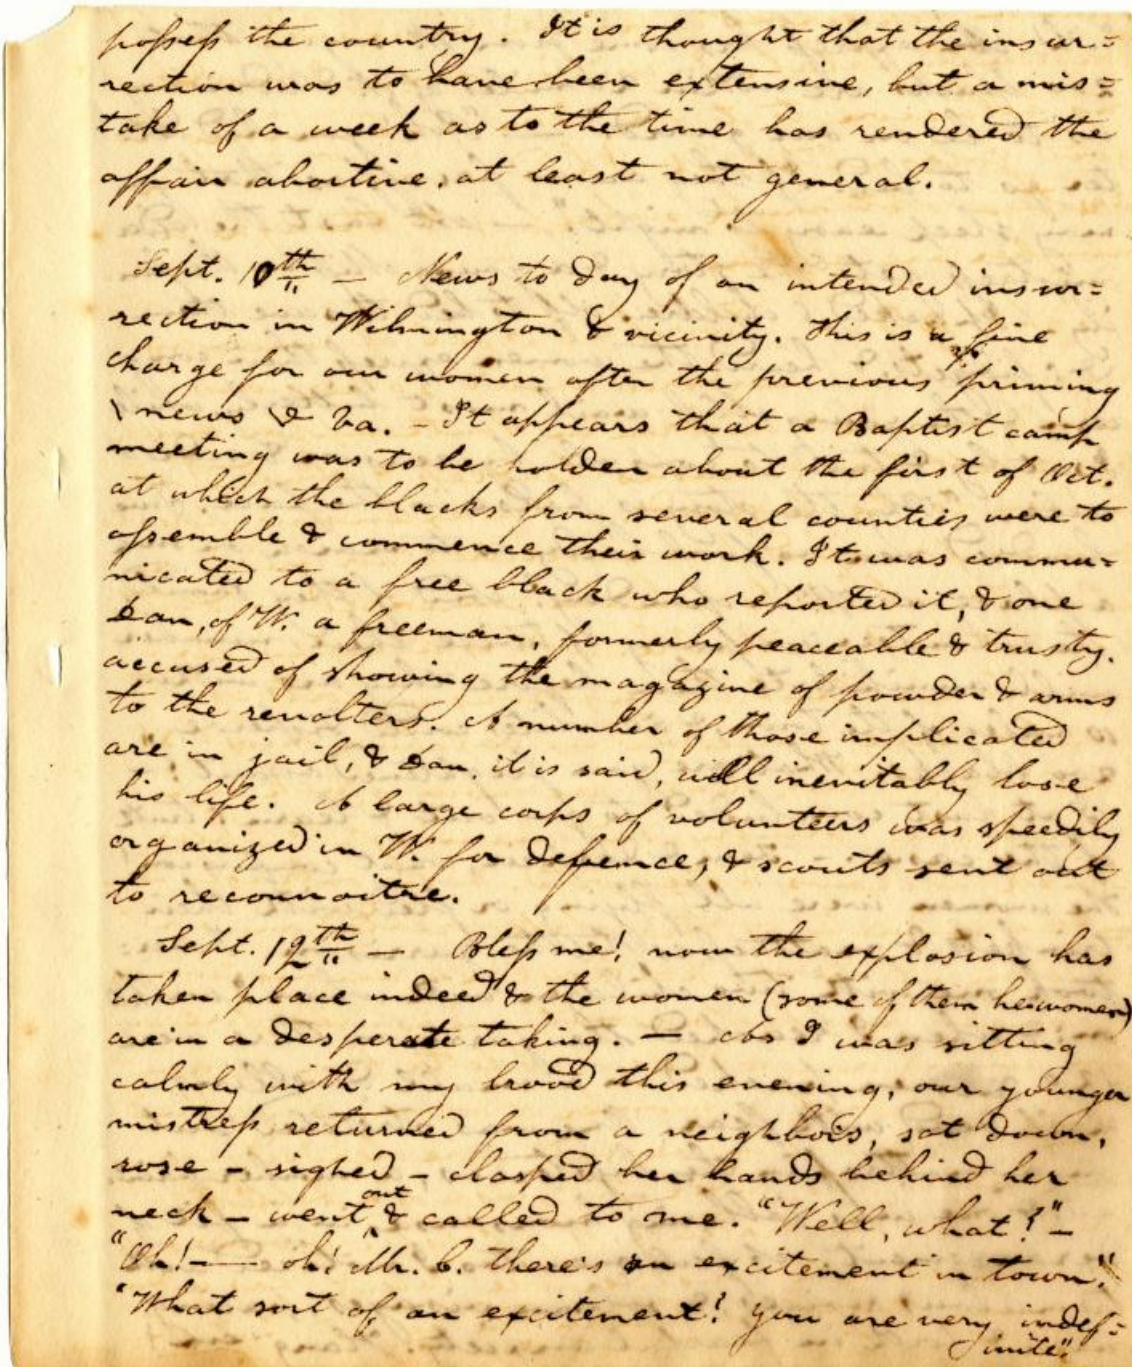 possess the country. It is thought that the insur=
rection was to have been extensive, but a mis=
take of a week as to the time has rendered the
affair abortive, at least not general.
Sept. 10th — News to day of an intended insur=
rection in Wilmington & vicinity. This is a fine
charge for our women after the previous priming
news & Va. - It appears that a Baptist camp
meeting was to be holden about the first of Oct.
at which the blacks from several counties were to
assemble & commence their work. It was commu=
nicated to a free black who reported it, & one
Dan, of W. a freeman, formerly peaceable & trusty.
accused of showing the magazine of powder & arms
to the revolters. A number of those implicated
are in jail, & Dan, it is said, will inevitably lose
his life. A large corps of volunteers was speedily
organized in W. for defence, & scouts sent out
to reconnoitre.
Sept. 12th — Bless me! now the explosion has
taken place indeed & the women (some of them hewomen)
are in a desperate taking. — As I was sitting
calmly with my brood this evening, our younger
mistress returned from a neighbors, sat down,
rose - sighed - clasped her hands behind her
neck - went out & called to me. "Well, what?" -
"Oh! — oh! Mr. C. there's an excitement in town."
"What sort of an excitement! you are very indef=
inite."